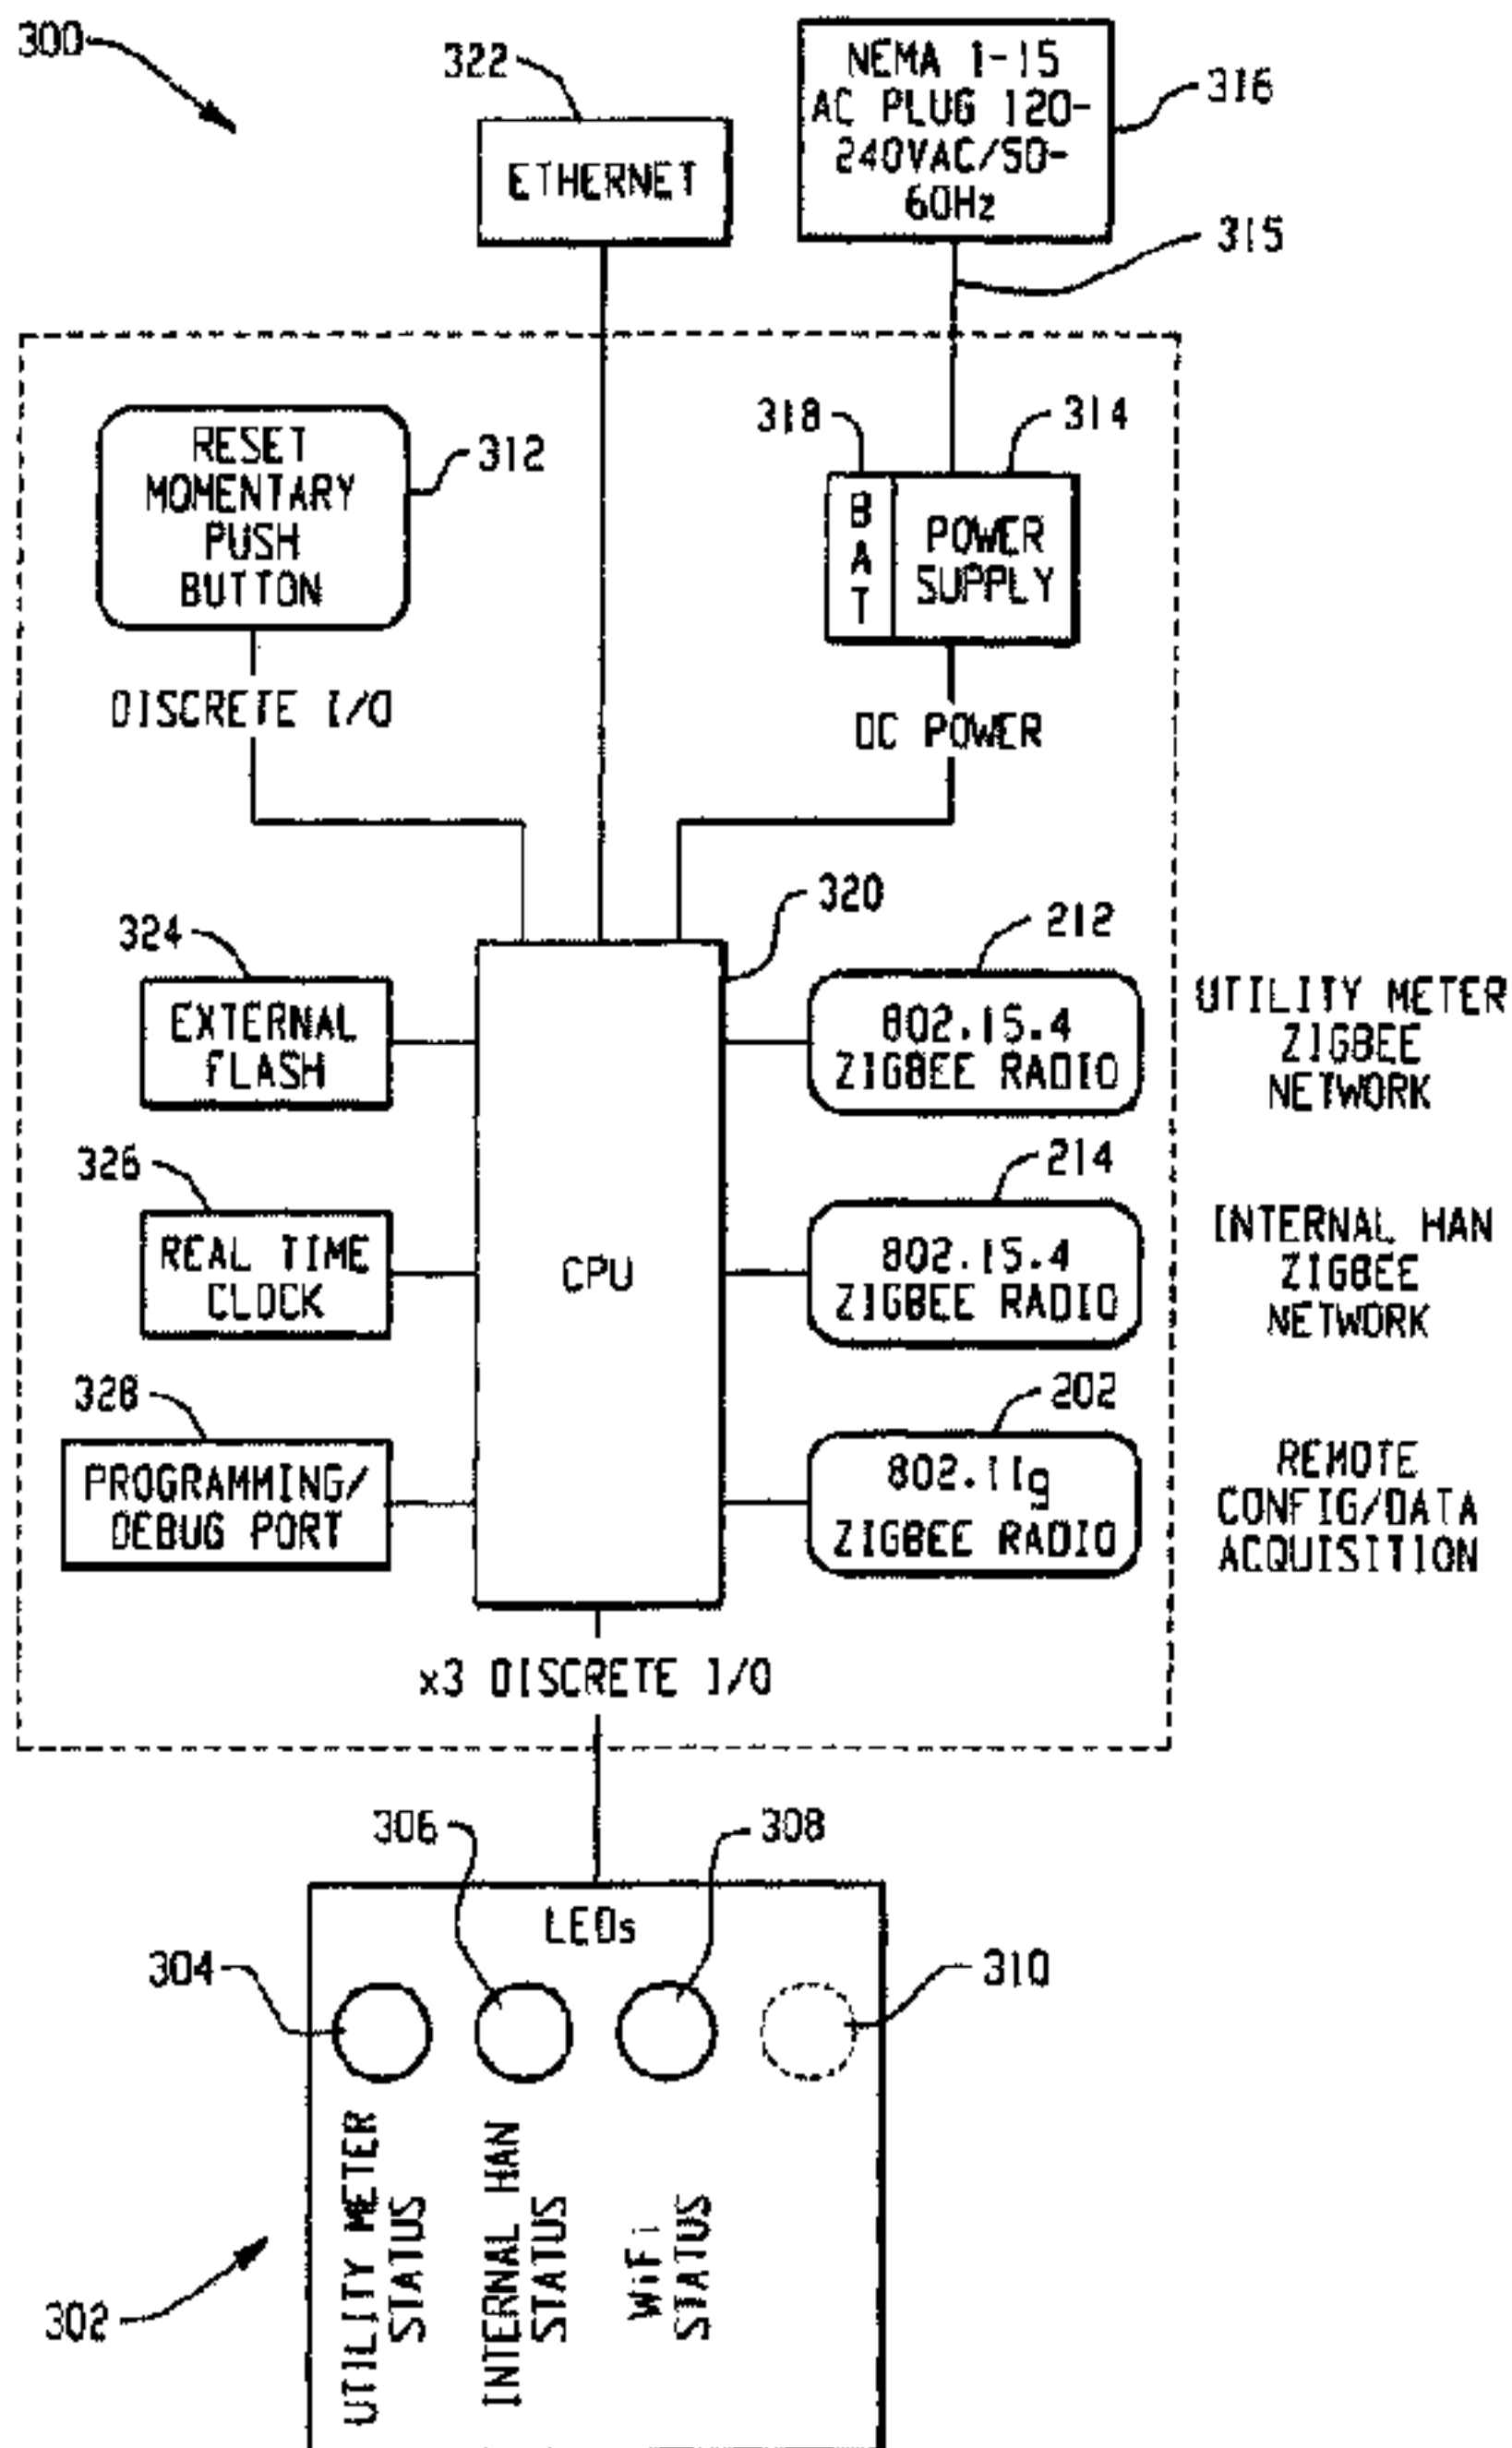 300
322
ETHERNET
NEMA 1-15
AC PLUG 120-
240VAC/50-
60Hz
316
315
RESET
MOMENTARY
PUSH
BUTTON
312
318
314
BAT
POWER
SUPPLY
DISCRETE I/O
DC POWER
320
324
EXTERNAL
FLASH
326
REAL TIME
CLOCK
328
PROGRAMMING/
DEBUG PORT
CPU
212
802.15.4
ZIGBEE RADIO
UTILITY METER
ZIGBEE
NETWORK
214
802.15.4
ZIGBEE RADIO
INTERNAL HAN
ZIGBEE
NETWORK
202
802.11g
ZIGBEE RADIO
REMOTE
CONFIG/DATA
ACQUISITION
x3 DISCRETE I/O
306
308
LEDs
304
310
UTILITY METER
STATUS
INTERNAL HAN
STATUS
WiFi
STATUS
302